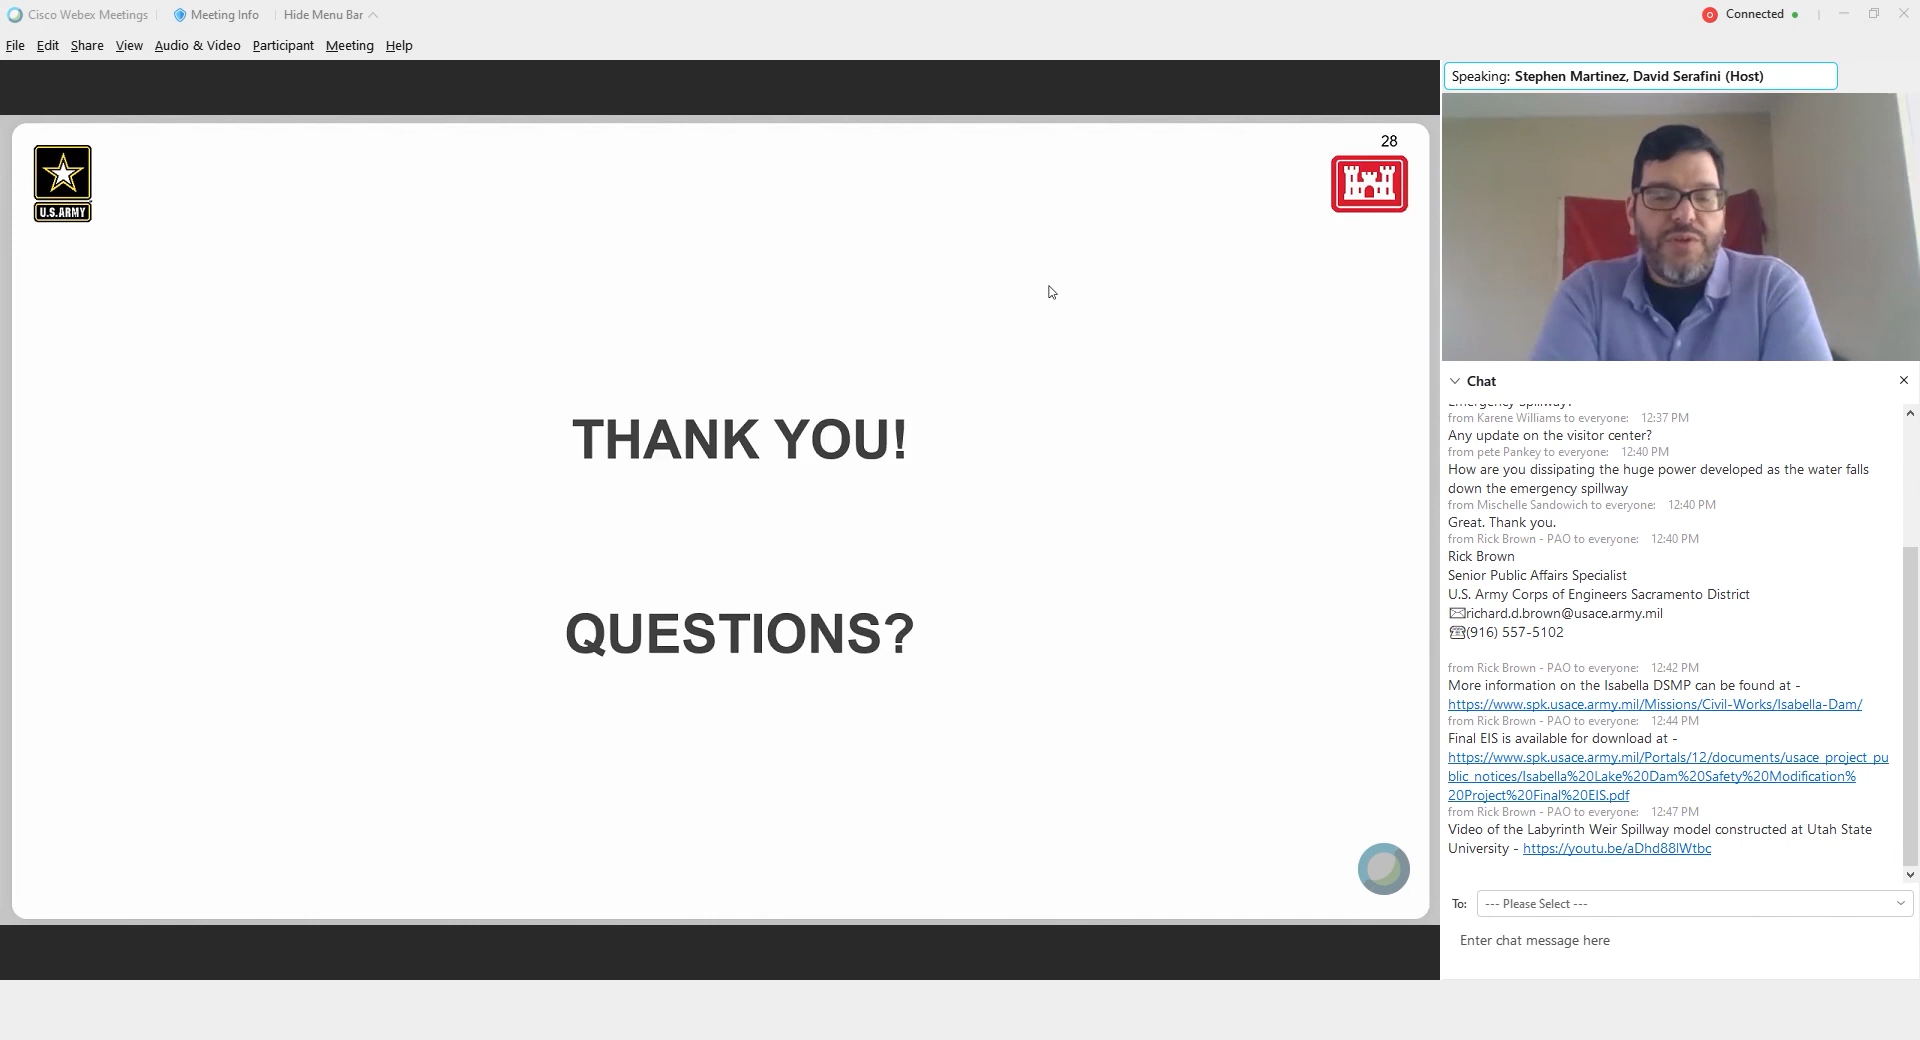 Cisco Webex Meetings
Meeting Info
Hide Menu Bar
Connected
File Edit Share View Audio & Video Participant Meeting Help
28
U.S.ARMY
THANK YOU!
QUESTIONS?
Speaking: Stephen Martinez, David Serafini (Host)
Chat
Emergency Spillway?
from Karene Williams to everyone: 12:37 PM
Any update on the visitor center?
from pete Pankey to everyone: 12:40 PM
How are you dissipating the huge power developed as the water falls
down the emergency spillway
from Mischelle Sandowich to everyone: 12:40 PM
Great. Thank you.
from Rick Brown - PAO to everyone: 12:40 PM
Rick Brown
Senior Public Affairs Specialist
U.S. Army Corps of Engineers Sacramento District
richard.d.brown@usace.army.mil
(916) 557-5102
from Rick Brown - PAO to everyone: 12:42 PM
More information on the Isabella DSMP can be found at -
https://www.spk.usace.army.mil/Missions/Civil-Works/Isabella-Dam/
from Rick Brown - PAO to everyone: 12:44 PM
Final EIS is available for download at -
https://www.spk.usace.army.mil/Portals/12/documents/usace_project_pu
blic_notices/Isabella%20Lake%20Dam%20Safety%20Modification%
20Project%20Final%20EIS.pdf
from Rick Brown - PAO to everyone: 12:47 PM
Video of the Labyrinth Weir Spillway model constructed at Utah State
University - https://youtu.be/aDhd88lWtbc
To: --- Please Select ---
Enter chat message here